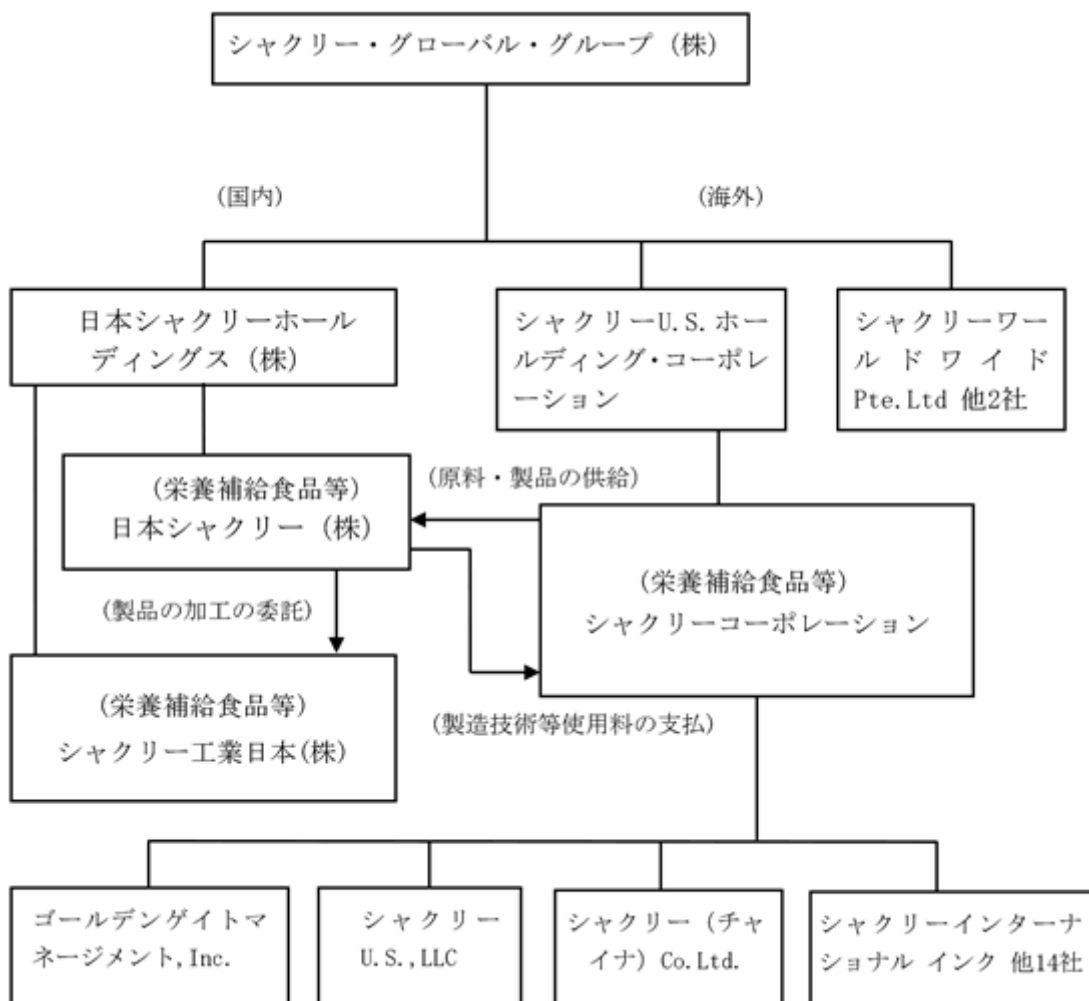 シャクリー・グローバル・グループ (株)
(国内)
(海外)
日本シャクリーホール
ディングス (株)
シャクリーU.S.ホー
ルディング・コーポレ
ーション
シャクリーワー
ルドワイド
Pte.Ltd 他2社
(栄養補給食品等)
日本シャクリー (株)
(原料・製品の供給)
(栄養補給食品等)
シャクリーコーポレーション
(製品の加工の委託)
(栄養補給食品等)
シャクリー工業日本(株)
(製造技術等使用料の支払)
ゴールデンゲイトマ
ネージメント,Inc.
シャクリー
U.S.,LLC
シャクリー (チャ
イナ) Co.Ltd.
シャクリーインターナ
ショナル インク 他14社